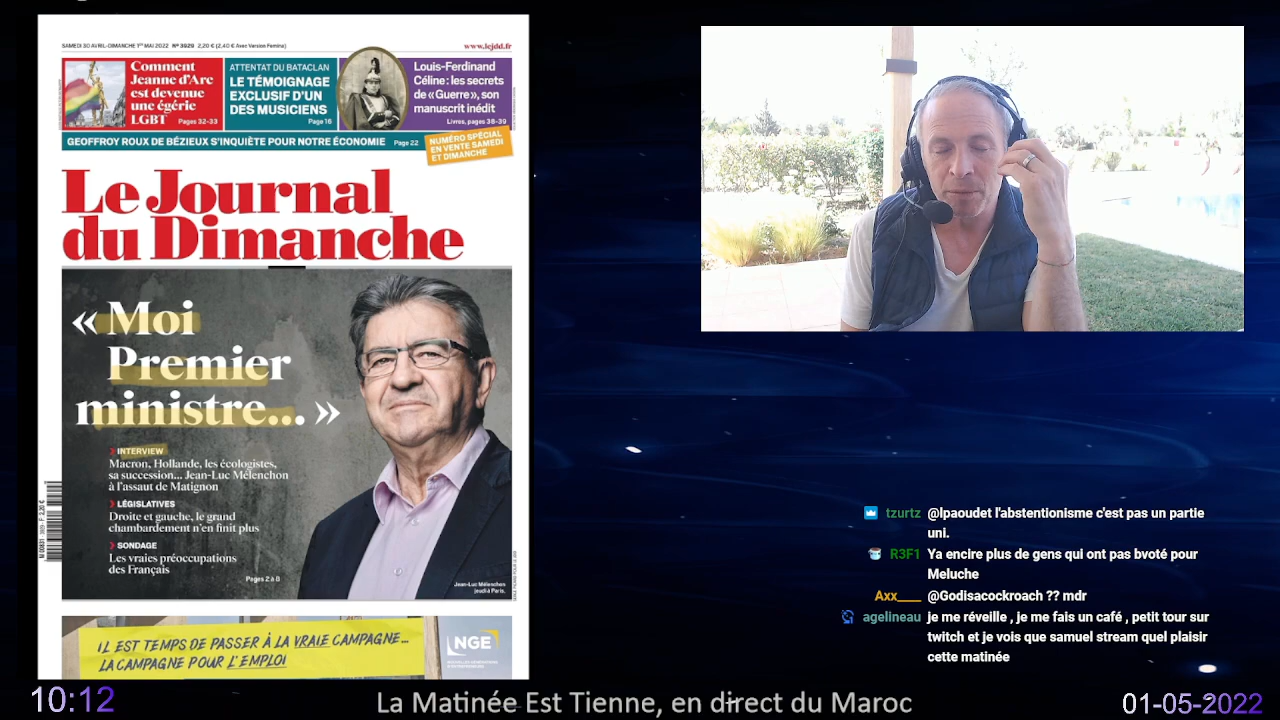 SAMEDI 30 AVRIL-DIMANCHE 1ER MAI 2022 Nº 3929 2,20 € (2,40 € Avec Version Femina)
www.lejdd.fr
Comment
Jeanne d'Arc
est devenue
une égérie
LGBT Pages 32-33
ATTENTAT DU BATACLAN
LE TÉMOIGNAGE
EXCLUSIF D'UN
DES MUSICIENS
Page 16
Louis-Ferdinand
Céline : les secrets
de « Guerre », son
manuscrit inédit
Livres, pages 38-39
GEOFFROY ROUX DE BÉZIEUX S'INQUIÈTE POUR NOTRE ÉCONOMIE Page 22
NUMÉRO SPÉCIAL
EN VENTE SAMEDI
ET DIMANCHE
Le Journal
du Dimanche
« Moi
Premier
ministre... »
INTERVIEW
Macron, Hollande, les écologistes,
sa succession... Jean-Luc Mélenchon
à l'assaut de Matignon
LÉGISLATIVES
Droite et gauche, le grand
chambardement n'en finit plus
SONDAGE
Les vraies préoccupations
des Français
Pages 2 à 8
Jean-Luc Mélenchon
jeudi à Paris.
IL EST TEMPS DE PASSER À LA VRAIE CAMPAGNE...
LA CAMPAGNE POUR L'EMPLOI
NGE
tzurtz @lpaoudet l'abstentionisme c'est pas un partie
uni.
R3F1 Ya encire plus de gens qui ont pas bvoté pour
Meluche
Axx____ @Godisacockroach ?? mdr
agelineau je me réveille , je me fais un café , petit tour sur
twitch et je vois que samuel stream quel plaisir
cette matinée
10:12
La Matinée Est Tienne, en direct du Maroc
01-05-2022